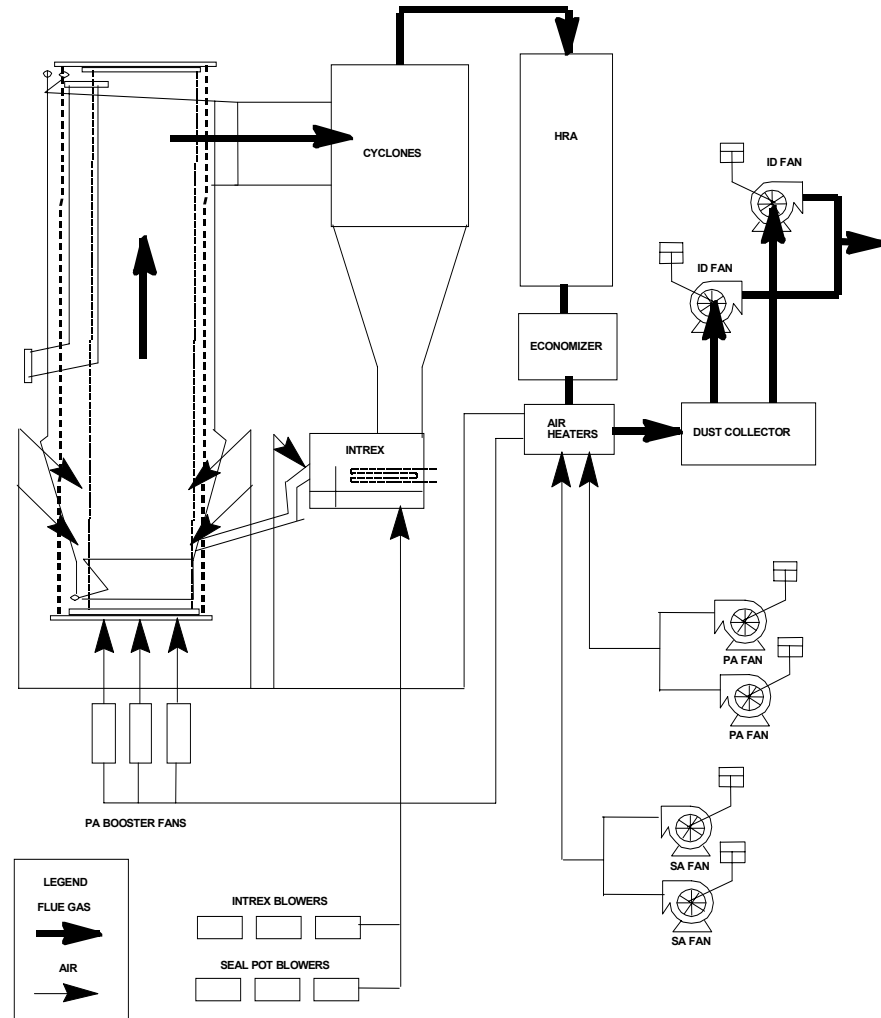 CYCLONES
HRA
ID FAN
ID FAN
ECONOMIZER
AIR
HEATERS
DUST COLLECTOR
INTREX
PA FAN
PA FAN
PA BOOSTER FANS
SA FAN
SA FAN
LEGEND
FLUE GAS
AIR
INTREX BLOWERS
SEAL POT BLOWERS